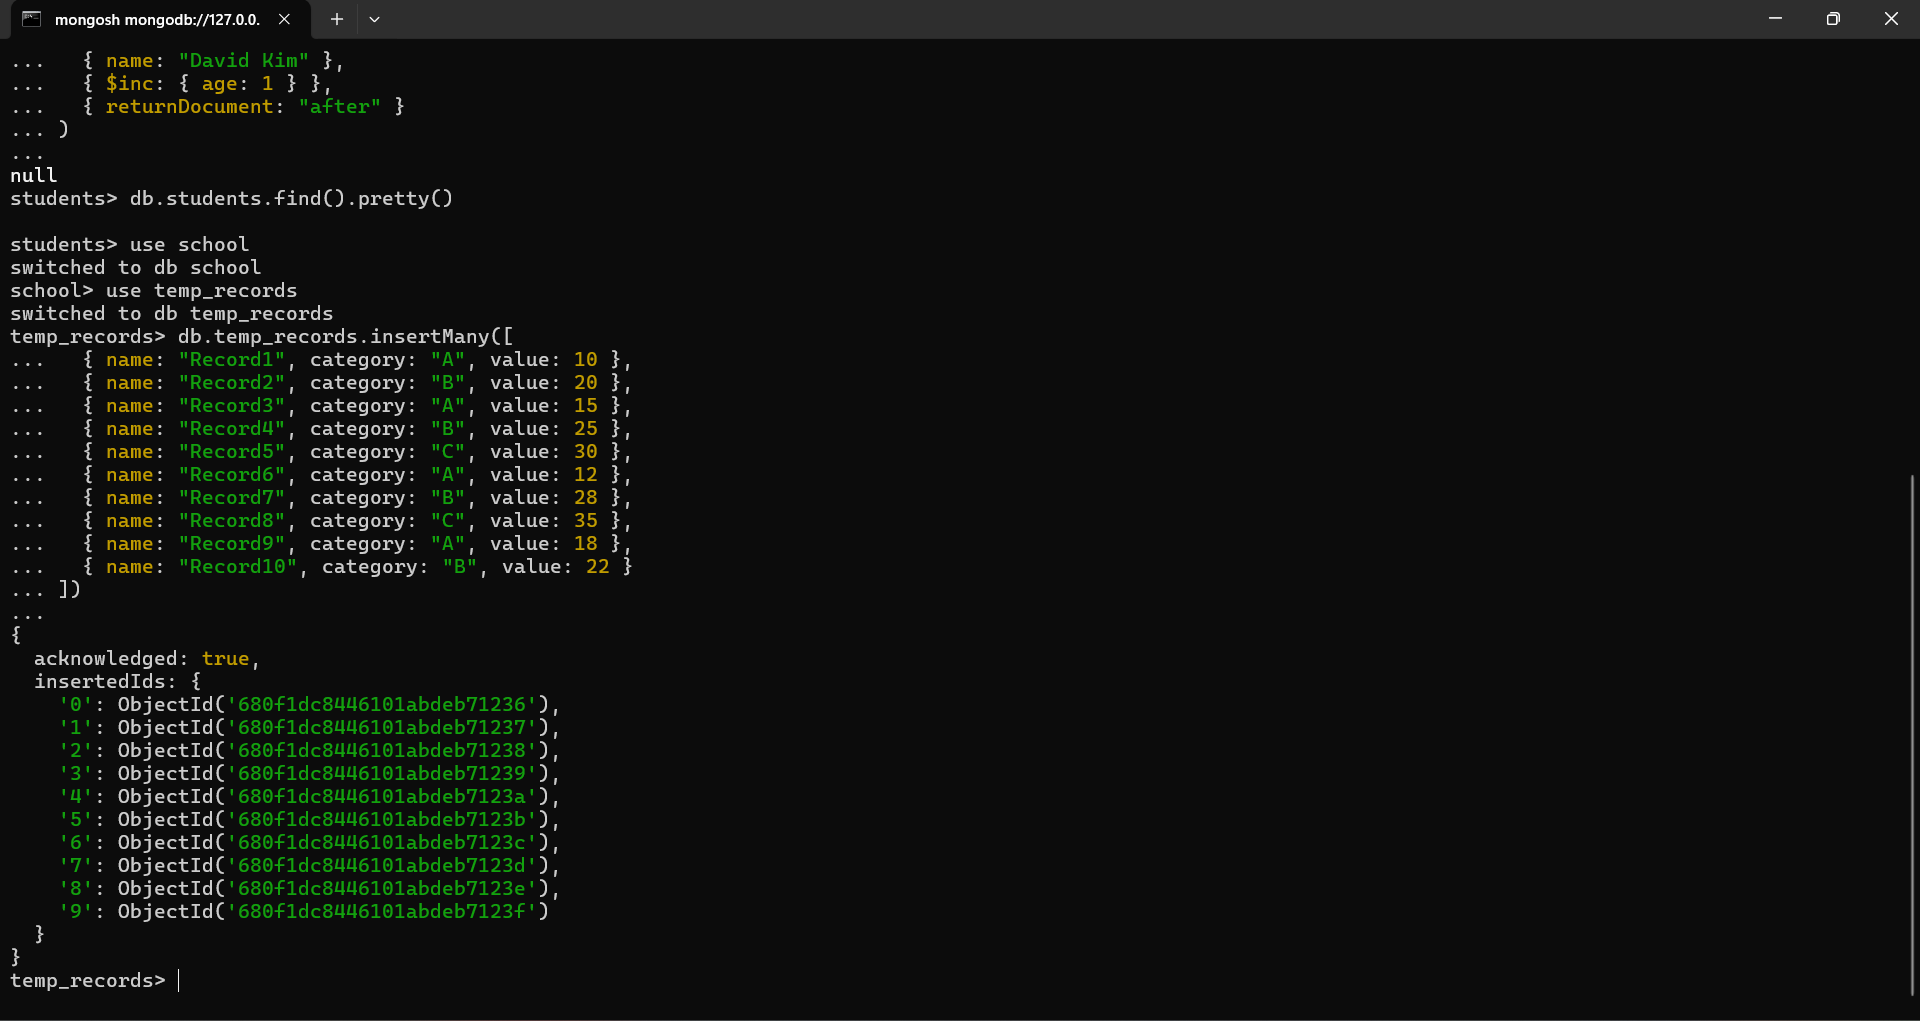 mongosh mongodb://127.0.0.
...   { name: "David Kim" },
...   { $inc: { age: 1 } },
...   { returnDocument: "after" }
... )
...
null
students> db.students.find().pretty()
students> use school
switched to db school
school> use temp_records
switched to db temp_records
temp_records> db.temp_records.insertMany([
...   { name: "Record1", category: "A", value: 10 },
...   { name: "Record2", category: "B", value: 20 },
...   { name: "Record3", category: "A", value: 15 },
...   { name: "Record4", category: "B", value: 25 },
...   { name: "Record5", category: "C", value: 30 },
...   { name: "Record6", category: "A", value: 12 },
...   { name: "Record7", category: "B", value: 28 },
...   { name: "Record8", category: "C", value: 35 },
...   { name: "Record9", category: "A", value: 18 },
...   { name: "Record10", category: "B", value: 22 }
... ])
...
{
  acknowledged: true,
  insertedIds: {
    '0': ObjectId('680f1dc8446101abdeb71236'),
    '1': ObjectId('680f1dc8446101abdeb71237'),
    '2': ObjectId('680f1dc8446101abdeb71238'),
    '3': ObjectId('680f1dc8446101abdeb71239'),
    '4': ObjectId('680f1dc8446101abdeb7123a'),
    '5': ObjectId('680f1dc8446101abdeb7123b'),
    '6': ObjectId('680f1dc8446101abdeb7123c'),
    '7': ObjectId('680f1dc8446101abdeb7123d'),
    '8': ObjectId('680f1dc8446101abdeb7123e'),
    '9': ObjectId('680f1dc8446101abdeb7123f')
  }
}
temp_records>